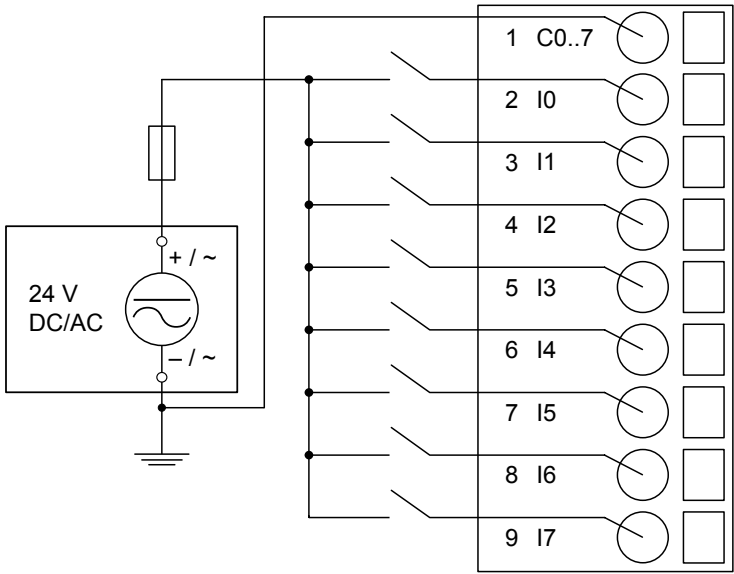 1 C0..7
2 I0
3 I1
4 I2
5 I3
6 I4
7 I5
8 I6
9 I7
+ / ~
24 V
DC/AC
– / ~